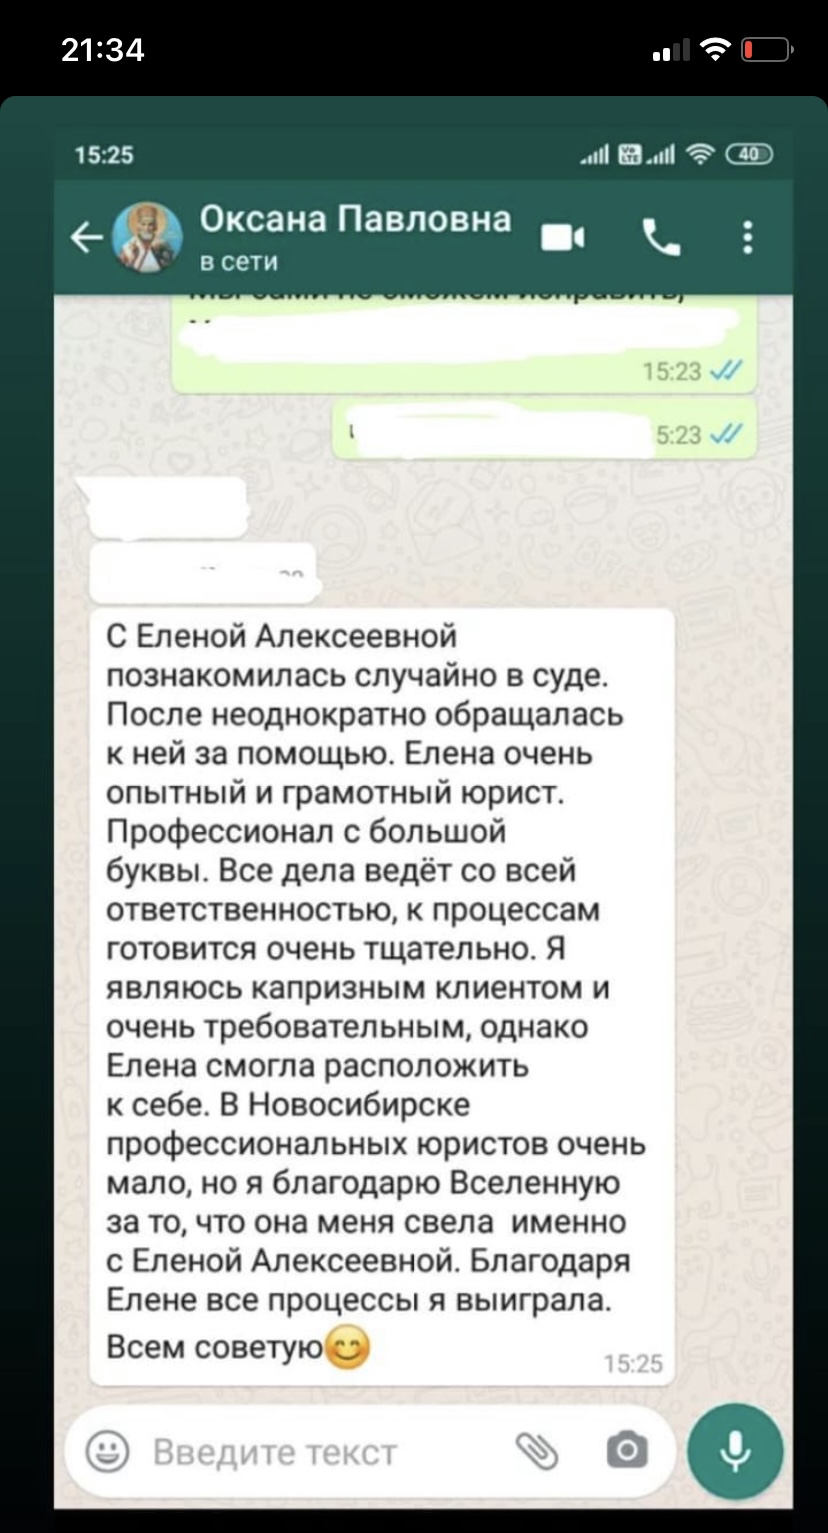 21:34
15:25
40
Оксана Павловна
в сети
15:23
5:23
С Еленой Алексеевной
познакомилась случайно в суде.
После неоднократно обращалась
к ней за помощью. Елена очень
опытный и грамотный юрист.
Профессионал с большой
буквы. Все дела ведёт со всей
ответственностью, к процессам
готовится очень тщательно. Я
являюсь капризным клиентом и
очень требовательным, однако
Елена смогла расположить
к себе. В Новосибирске
профессиональных юристов очень
мало, но я благодарю Вселенную
за то, что она меня свела  именно
с Еленой Алексеевной. Благодаря
Елене все процессы я выиграла.
Всем советую😊
15:25
Введите текст